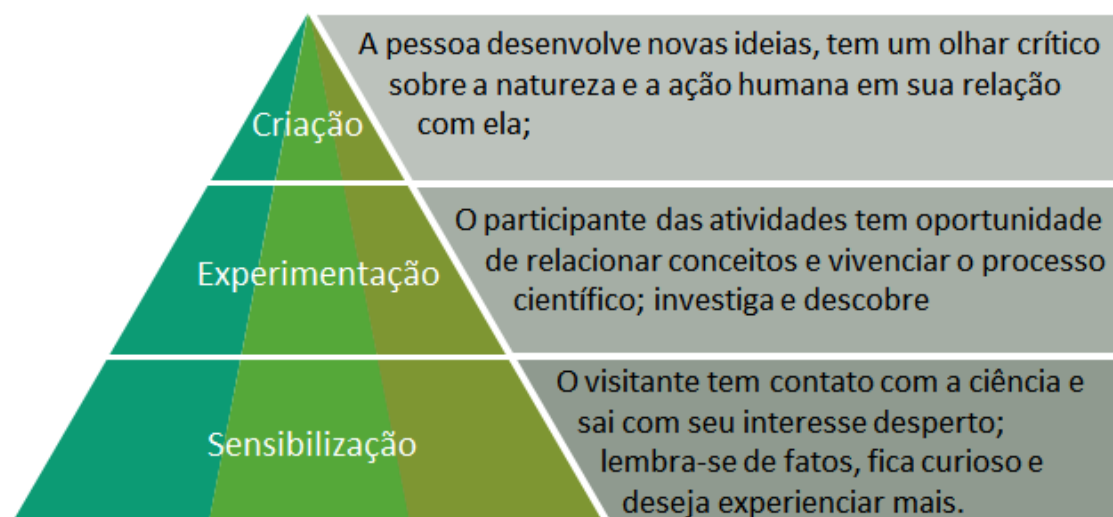 Criação
A pessoa desenvolve novas ideias, tem um olhar crítico
sobre a natureza e a ação humana em sua relação
com ela;
Experimentação
O participante das atividades tem oportunidade
de relacionar conceitos e vivenciar o processo
científico; investiga e descobre
Sensibilização
O visitante tem contato com a ciência e
sai com seu interesse desperto;
lembra-se de fatos, fica curioso e
deseja experienciar mais.